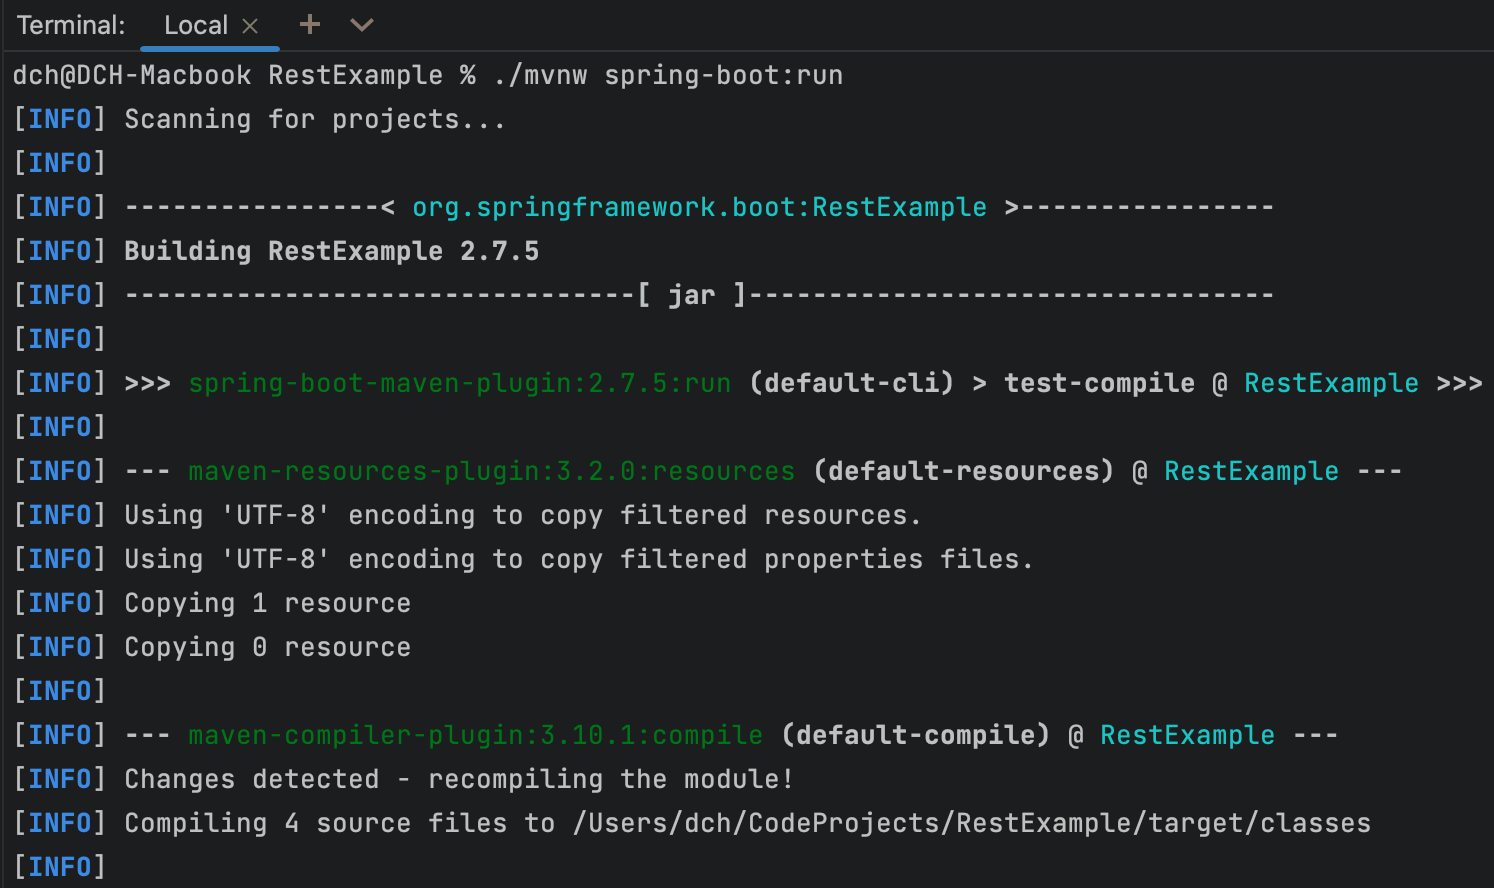 Terminal: Local × + ⌄
dch@DCH-Macbook RestExample % ./mvnw spring-boot:run
[INFO] Scanning for projects...
[INFO]
[INFO] ----------------< org.springframework.boot:RestExample >----------------
[INFO] Building RestExample 2.7.5
[INFO] --------------------------------[ jar ]---------------------------------
[INFO]
[INFO] >>> spring-boot-maven-plugin:2.7.5:run (default-cli) > test-compile @ RestExample >>>
[INFO]
[INFO] --- maven-resources-plugin:3.2.0:resources (default-resources) @ RestExample ---
[INFO] Using 'UTF-8' encoding to copy filtered resources.
[INFO] Using 'UTF-8' encoding to copy filtered properties files.
[INFO] Copying 1 resource
[INFO] Copying 0 resource
[INFO]
[INFO] --- maven-compiler-plugin:3.10.1:compile (default-compile) @ RestExample ---
[INFO] Changes detected - recompiling the module!
[INFO] Compiling 4 source files to /Users/dch/CodeProjects/RestExample/target/classes
[INFO]